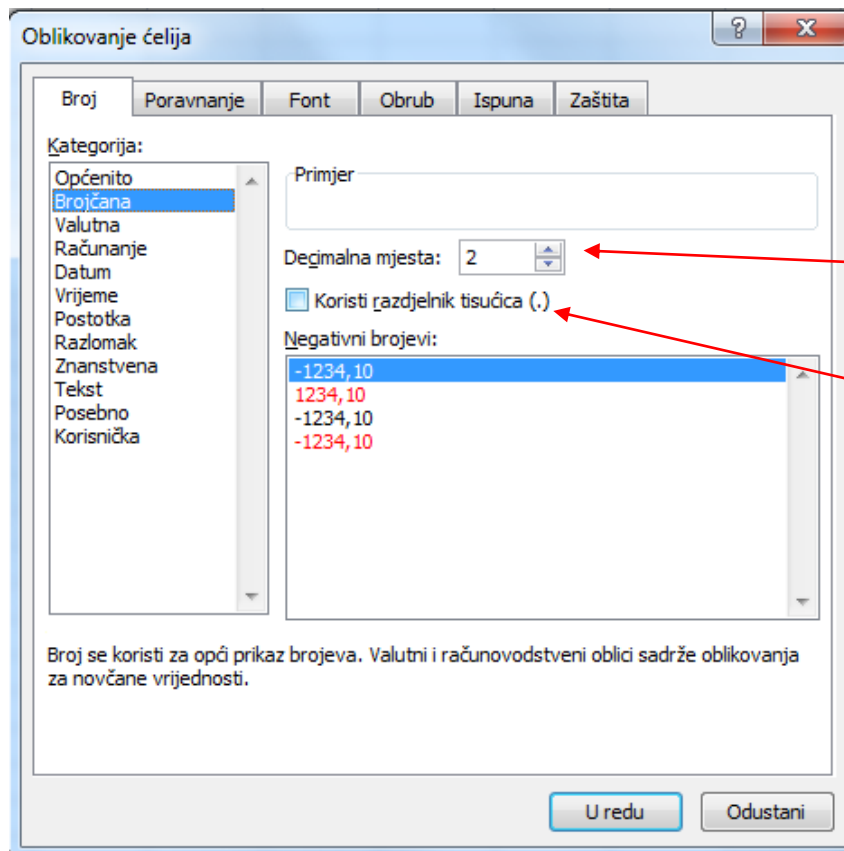 Oblikovanje ćelija
?
X
Broj Poravnanje Font Obrub Ispuna Zaštita
Kategorija:
Općenito
Brojčana
Valutna
Računanje
Datum
Vrijeme
Postotka
Razlomak
Znanstvena
Tekst
Posebno
Korisnička
Primjer
Decimalna mjesta: 2
Koristi razdjelnik tisućica (.)
Negativni brojevi:
-1234,10
1234,10
-1234,10
-1234,10
Broj se koristi za opći prikaz brojeva. Valutni i računovodstveni oblici sadrže oblikovanja
za novčane vrijednosti.
U redu Odustani